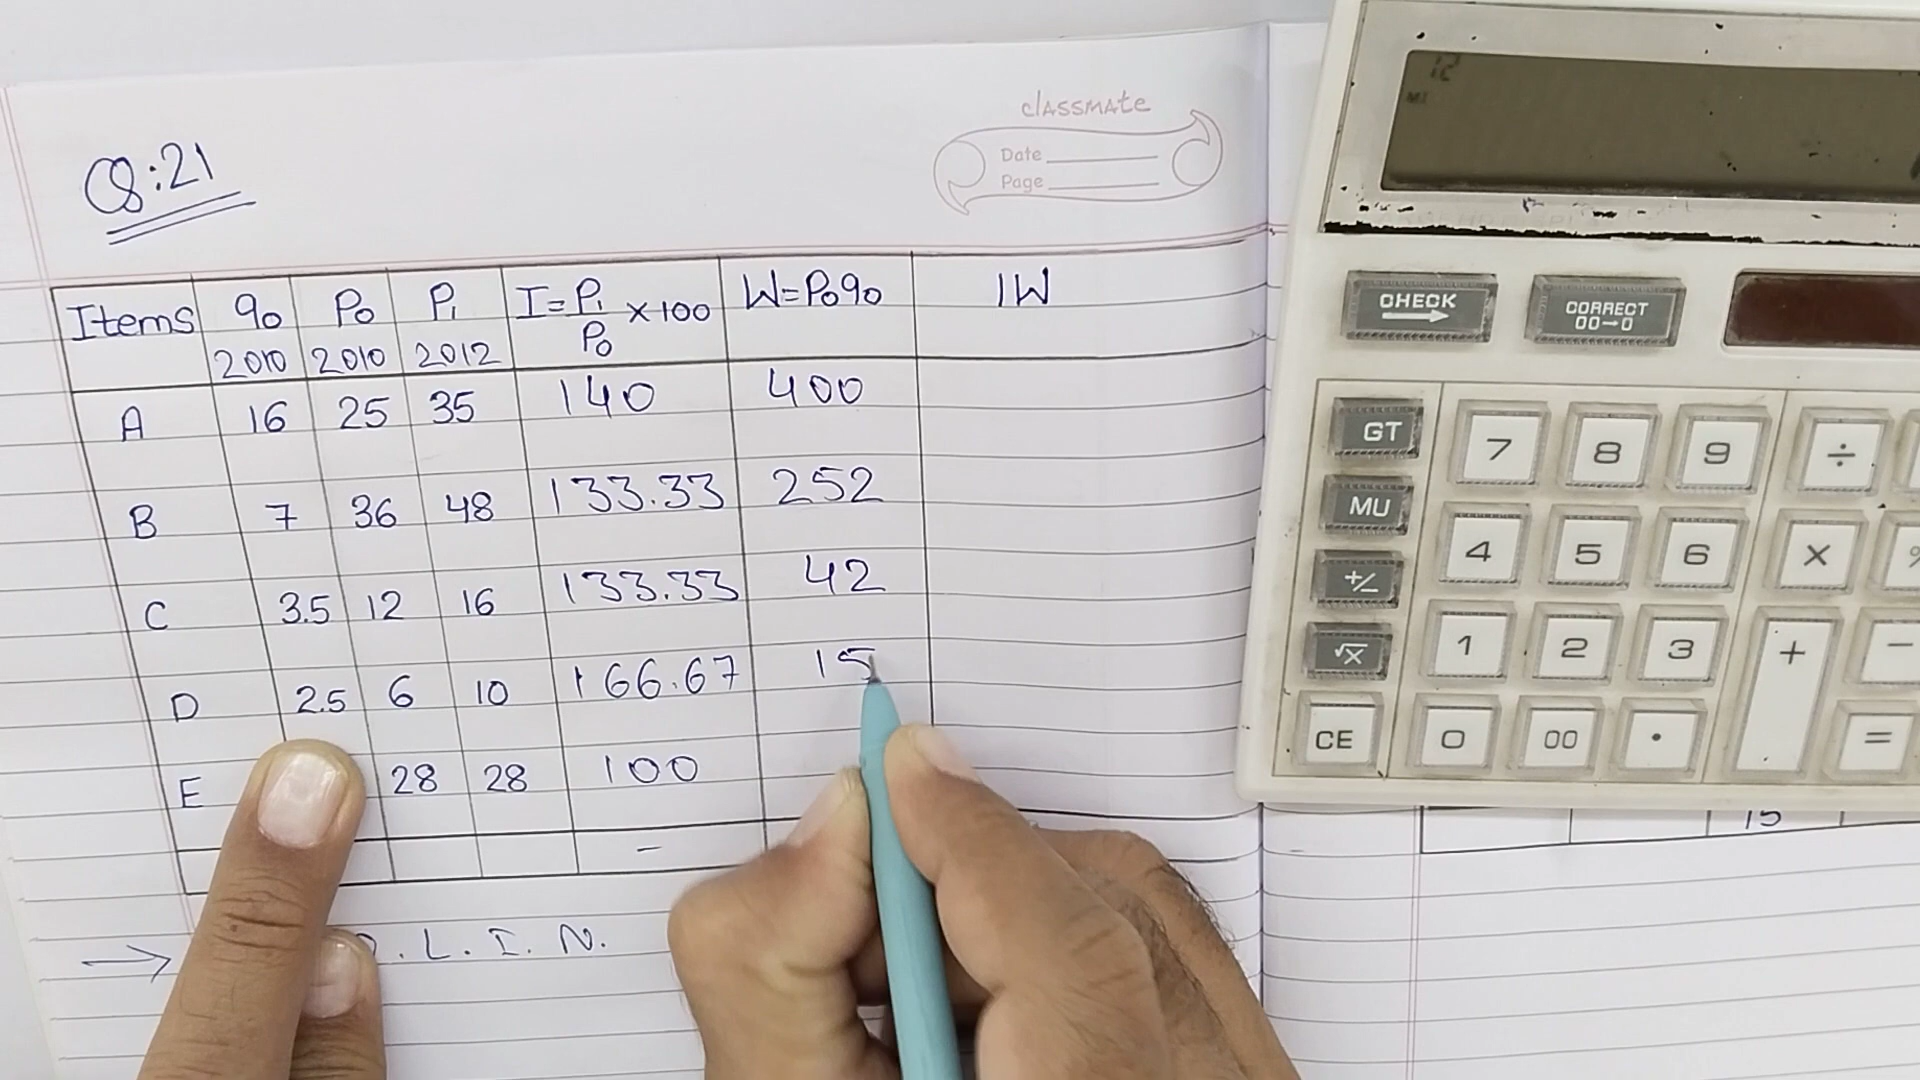 classmate
Date
Page
Q:21
Items q0 2010 P0 2010 P1 2012 I=P1/P0 ×100 W=P0q0 IW
A 16 25 35 140 400
B 7 36 48 133.33 252
C 3.5 12 16 133.33 42
D 2.5 6 10 166.67 15
E 28 28 100
-
. L. I. N.
12
CHECK
CORRECT
00→0
GT 7 8 9 ÷
MU 4 5 6 ×
+/- 1 2 3 + -
√x
CE 0 00 . =
15